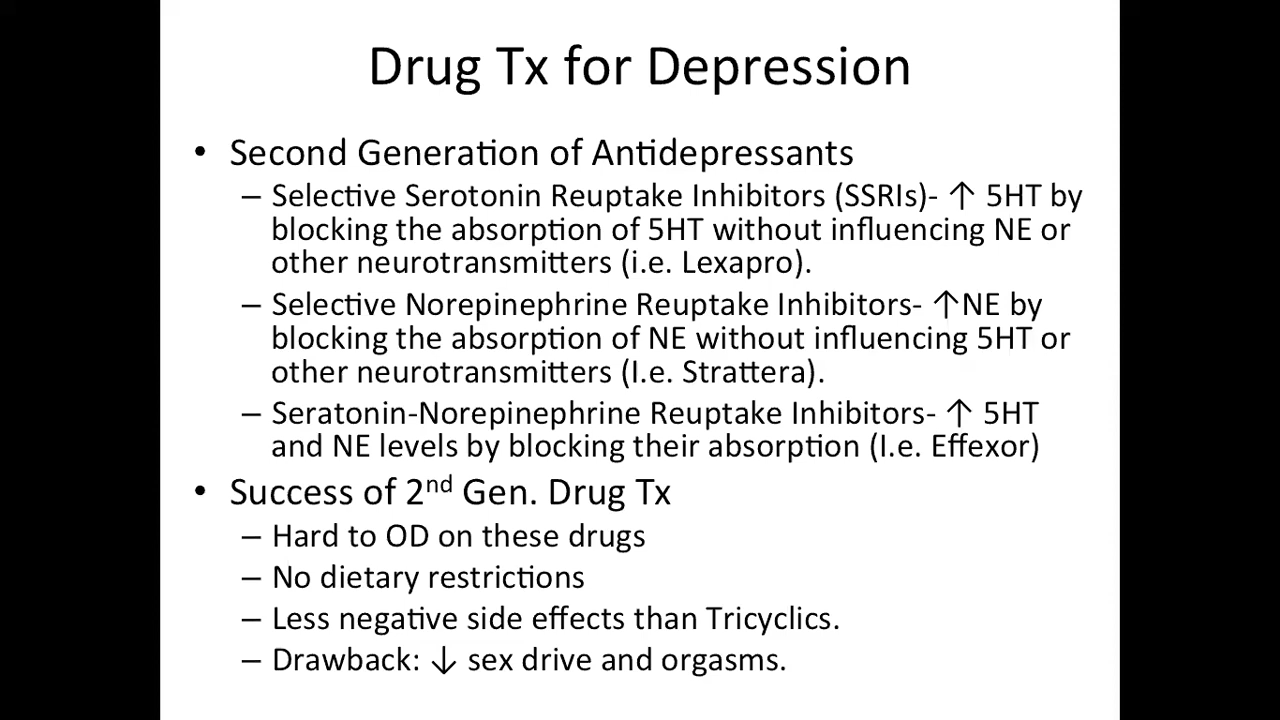 Drug Tx for Depression
• Second Generation of Antidepressants
– Selective Serotonin Reuptake Inhibitors (SSRIs)- ↑ 5HT by
blocking the absorption of 5HT without influencing NE or
other neurotransmitters (i.e. Lexapro).
– Selective Norepinephrine Reuptake Inhibitors- ↑NE by
blocking the absorption of NE without influencing 5HT or
other neurotransmitters (I.e. Strattera).
– Seratonin-Norepinephrine Reuptake Inhibitors- ↑ 5HT
and NE levels by blocking their absorption (I.e. Effexor)
• Success of 2nd Gen. Drug Tx
– Hard to OD on these drugs
– No dietary restrictions
– Less negative side effects than Tricyclics.
– Drawback: ↓ sex drive and orgasms.